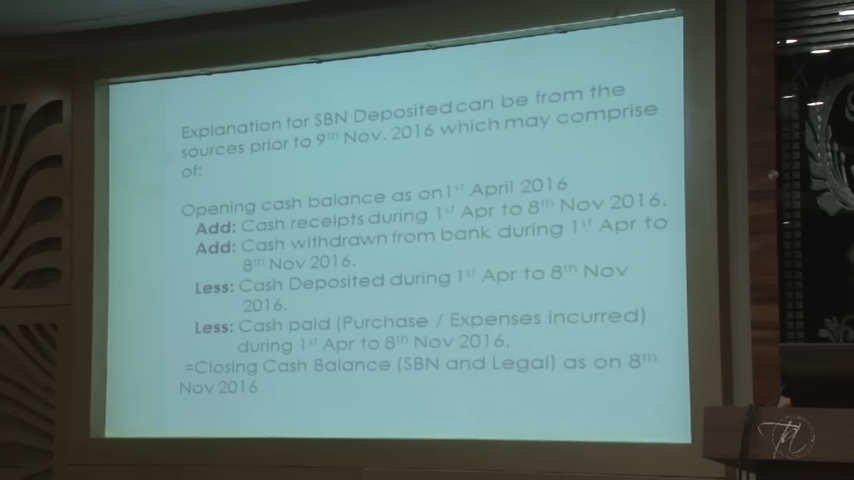 Explanation for SBN Deposited can be from the
sources prior to 9th Nov. 2016 which may comprise
of:
Opening cash balance as on 1st April 2016
Add: Cash receipts during 1st Apr to 8th Nov 2016.
Add: Cash withdrawn from bank during 1st Apr to
8th Nov 2016.
Less: Cash Deposited during 1st Apr to 8th Nov
2016.
Less: Cash paid (Purchase / Expenses incurred)
during 1st Apr to 8th Nov 2016.
=Closing Cash Balance (SBN and Legal) as on 8th
Nov 2016